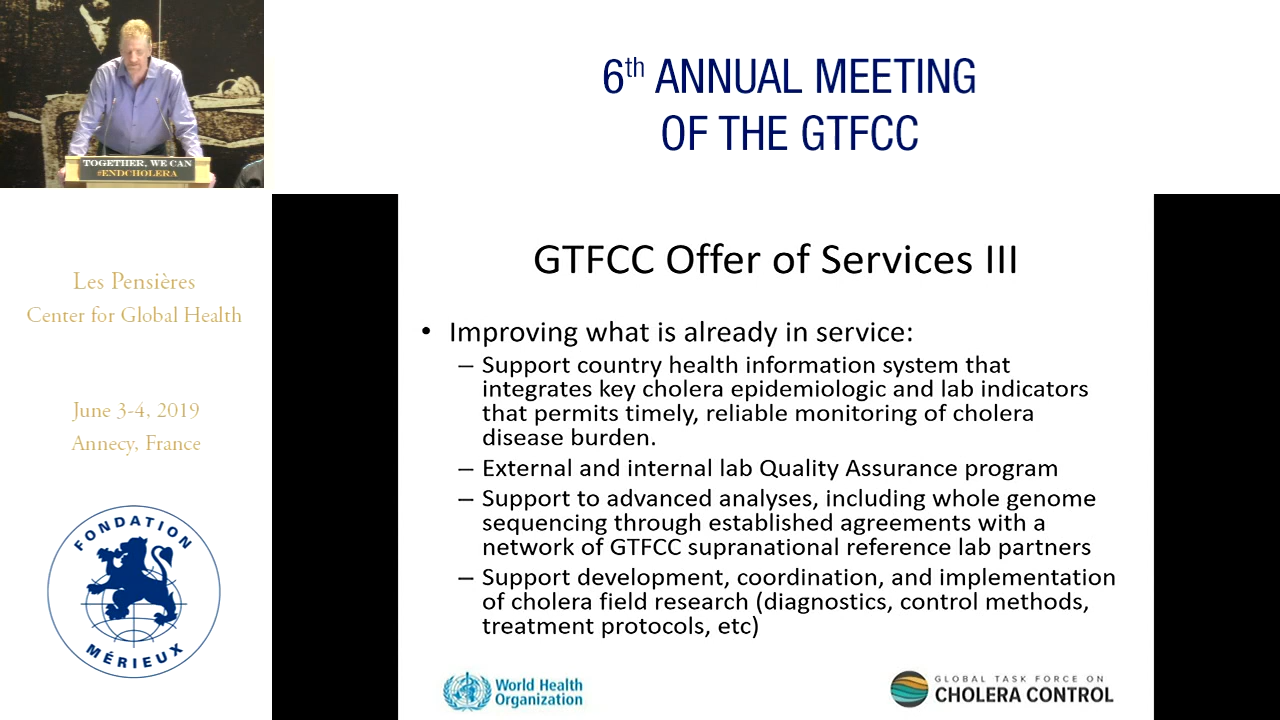 TOGETHER, WE CAN
#ENDCHOLERA
6th ANNUAL MEETING
OF THE GTFCC
Les Pensières
Center for Global Health
June 3-4, 2019
Annecy, France
FONDATION
MÉRIEUX
GTFCC Offer of Services III
• Improving what is already in service:
– Support country health information system that
integrates key cholera epidemiologic and lab indicators
that permits timely, reliable monitoring of cholera
disease burden.
– External and internal lab Quality Assurance program
– Support to advanced analyses, including whole genome
sequencing through established agreements with a
network of GTFCC supranational reference lab partners
– Support development, coordination, and implementation
of cholera field research (diagnostics, control methods,
treatment protocols, etc)
World Health
Organization
GLOBAL TASK FORCE ON
CHOLERA CONTROL